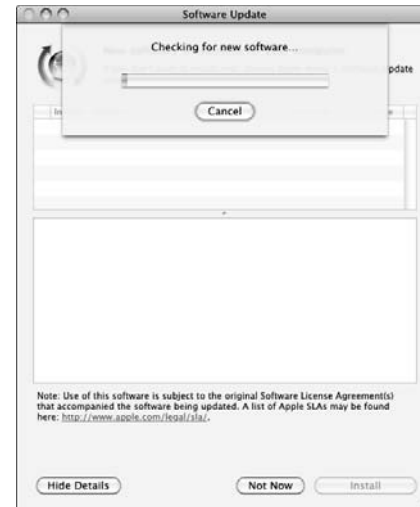 Software Update
Checking for new software...
pdate
Cancel
Note: Use of this software is subject to the original Software License Agreement(s)
that accompanied the software being updated. A list of Apple SLAs may be found
here: http://www.apple.com/legal/sla/.
Hide Details
Not Now
Install